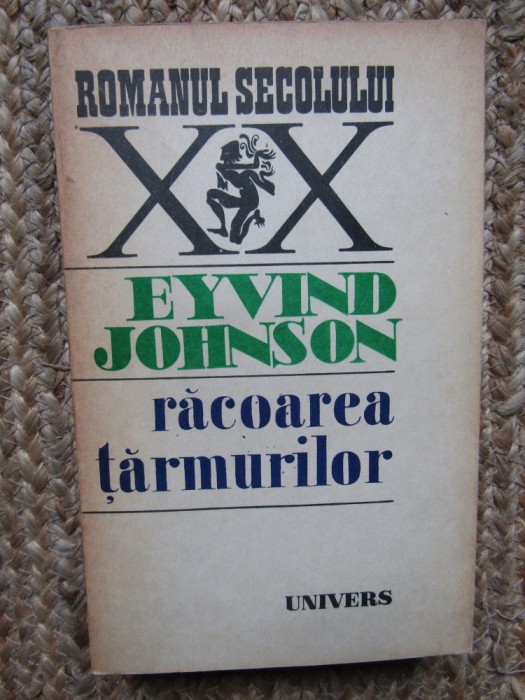 ROMANUL SECOLULUI
XX
EYVIND
JOHNSON
răcoarea
țărmurilor
UNIVERS